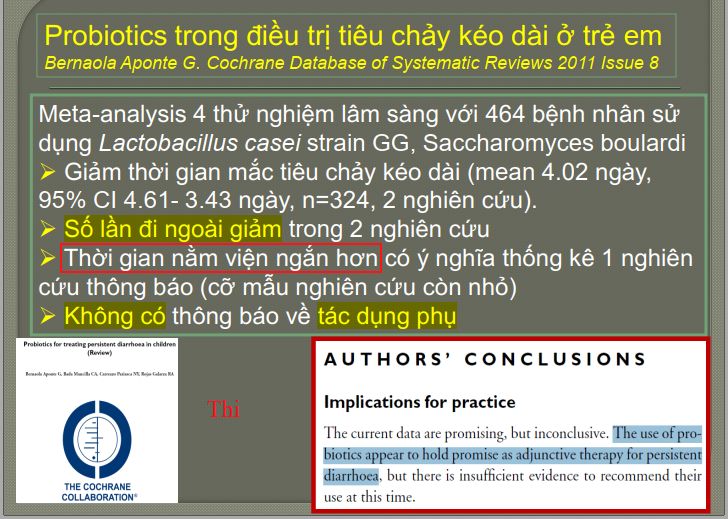 Probiotics trong điều trị tiêu chảy kéo dài ở trẻ em
Bernaola Aponte G. Cochrane Database of Systematic Reviews 2011 Issue 8
Meta-analysis 4 thử nghiệm lâm sàng với 464 bệnh nhân sử
dụng Lactobacillus casei strain GG, Saccharomyces boulardi
➤ Giảm thời gian mắc tiêu chảy kéo dài (mean 4.02 ngày,
95% CI 4.61- 3.43 ngày, n=324, 2 nghiên cứu).
➤ Số lần đi ngoài giảm trong 2 nghiên cứu
➤ Thời gian nằm viện ngắn hơn có ý nghĩa thống kê 1 nghiên
cứu thông báo (cỡ mẫu nghiên cứu còn nhỏ)
➤ Không có thông báo về tác dụng phụ
Probiotics for treating persistent diarrhoea in children
(Review)
Bernaola Aponte G, Bada Mancilla CA, Carreazo Pariasca NY, Rojas Galarza RA
THE COCHRANE
COLLABORATION®
Thi
AUTHORS' CONCLUSIONS
Implications for practice
The current data are promising, but inconclusive. The use of pro-
biotics appear to hold promise as adjunctive therapy for persistent
diarrhoea, but there is insufficient evidence to recommend their
use at this time.